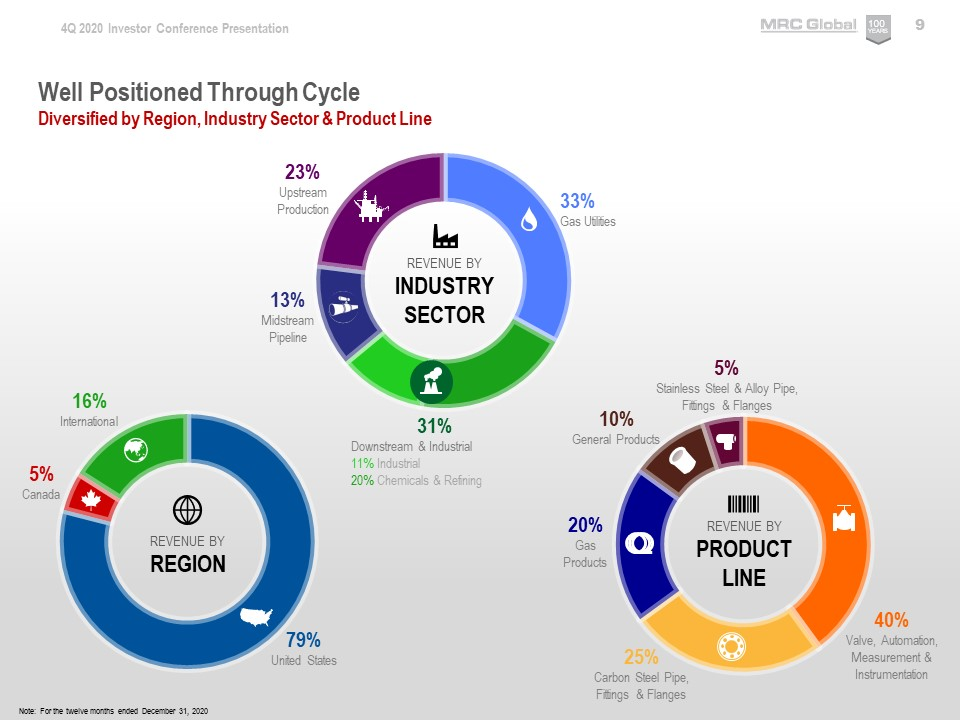 4Q 2020 Investor Conference Presentation
MRC Global
100
YEARS
9
Well Positioned Through Cycle
Diversified by Region, Industry Sector & Product Line
23%
Upstream
Production
33%
Gas Utilities
REVENUE BY
INDUSTRY
SECTOR
13%
Midstream
Pipeline
31%
Downstream & Industrial
11% Industrial
20% Chemicals & Refining
16%
International
5%
Canada
REVENUE BY
REGION
79%
United States
5%
Stainless Steel & Alloy Pipe,
Fittings & Flanges
10%
General Products
20%
Gas
Products
REVENUE BY
PRODUCT
LINE
40%
Valve, Automation,
Measurement &
Instrumentation
25%
Carbon Steel Pipe,
Fittings & Flanges
Note: For the twelve months ended December 31, 2020